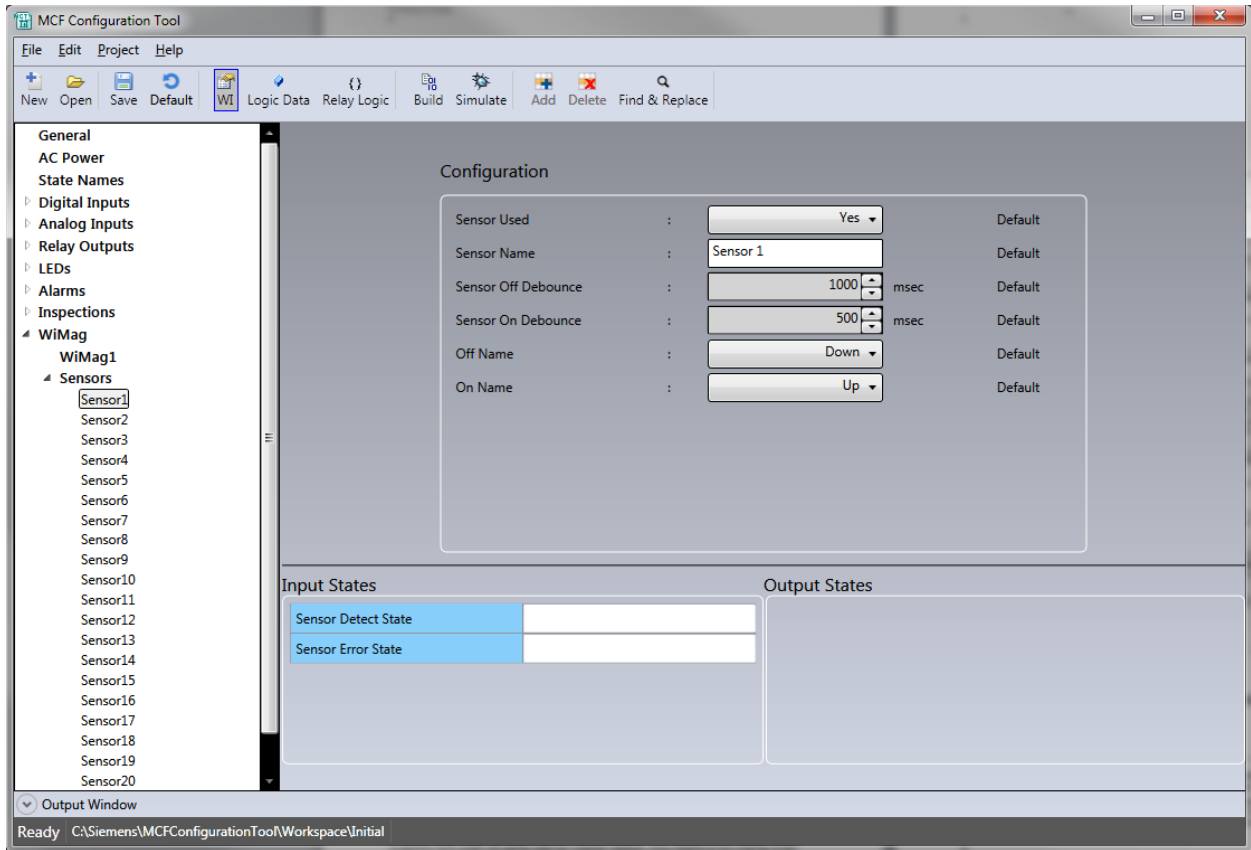 MCF Configuration Tool
File Edit Project Help
New Open Save Default WI Logic Data Relay Logic Build Simulate Add Delete Find & Replace
General
AC Power
State Names
Digital Inputs
Analog Inputs
Relay Outputs
LEDs
Alarms
Inspections
WiMag
WiMag1
Sensors
Sensor1
Sensor2
Sensor3
Sensor4
Sensor5
Sensor6
Sensor7
Sensor8
Sensor9
Sensor10
Sensor11
Sensor12
Sensor13
Sensor14
Sensor15
Sensor16
Sensor17
Sensor18
Sensor19
Sensor20
Configuration
Sensor Used : Yes Default
Sensor Name : Sensor 1 Default
Sensor Off Debounce : 1000 msec Default
Sensor On Debounce : 500 msec Default
Off Name : Down Default
On Name : Up Default
Input States
Sensor Detect State
Sensor Error State
Output States
Output Window
Ready C:\Siemens\MCFConfigurationTool\Workspace\Initial